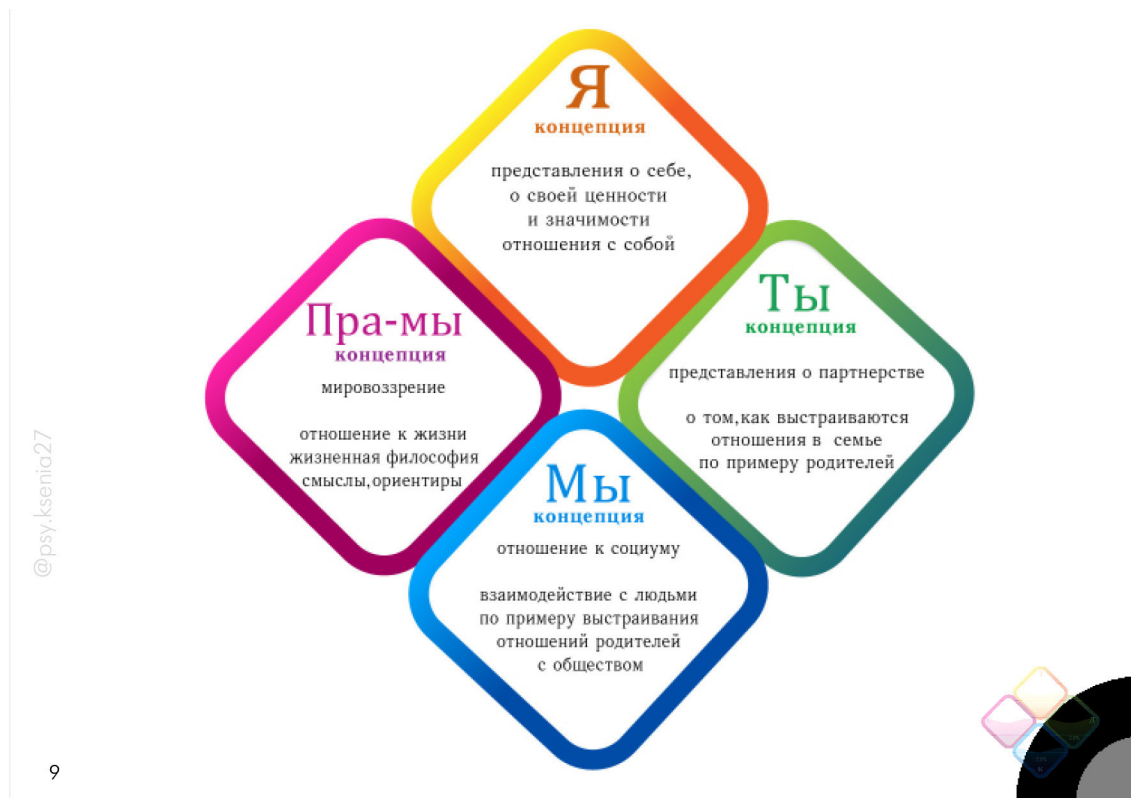 Я
концепция
представления о себе,
о своей ценности
и значимости
отношения с собой
Пра-мы
концепция
мировоззрение
отношение к жизни
жизненная философия
смыслы,ориентиры
Ты
концепция
представления о партнерстве
о том,как выстраиваются
отношения в семье
по примеру родителей
Мы
концепция
отношение к социуму
взаимодействие с людьми
по примеру выстраивания
отношений родителей
с обществом
@psy.ksenia27
9